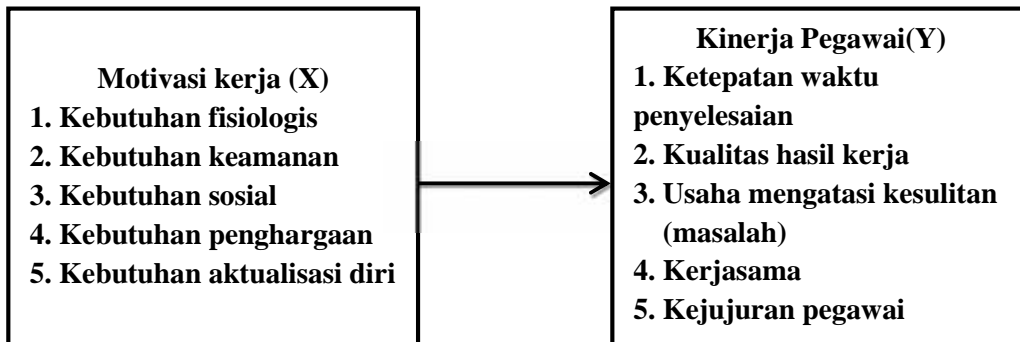 Motivasi kerja (X)
1. Kebutuhan fisiologis
2. Kebutuhan keamanan
3. Kebutuhan sosial
4. Kebutuhan penghargaan
5. Kebutuhan aktualisasi diri
Kinerja Pegawai(Y)
1. Ketepatan waktu
penyelesaian
2. Kualitas hasil kerja
3. Usaha mengatasi kesulitan
(masalah)
4. Kerjasama
5. Kejujuran pegawai